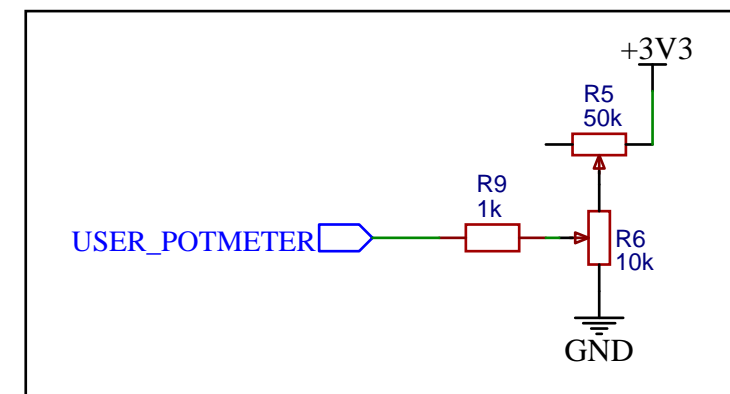 +3V3
R5
50k
R9
1k
USER_POTMETER
R6
10k
GND